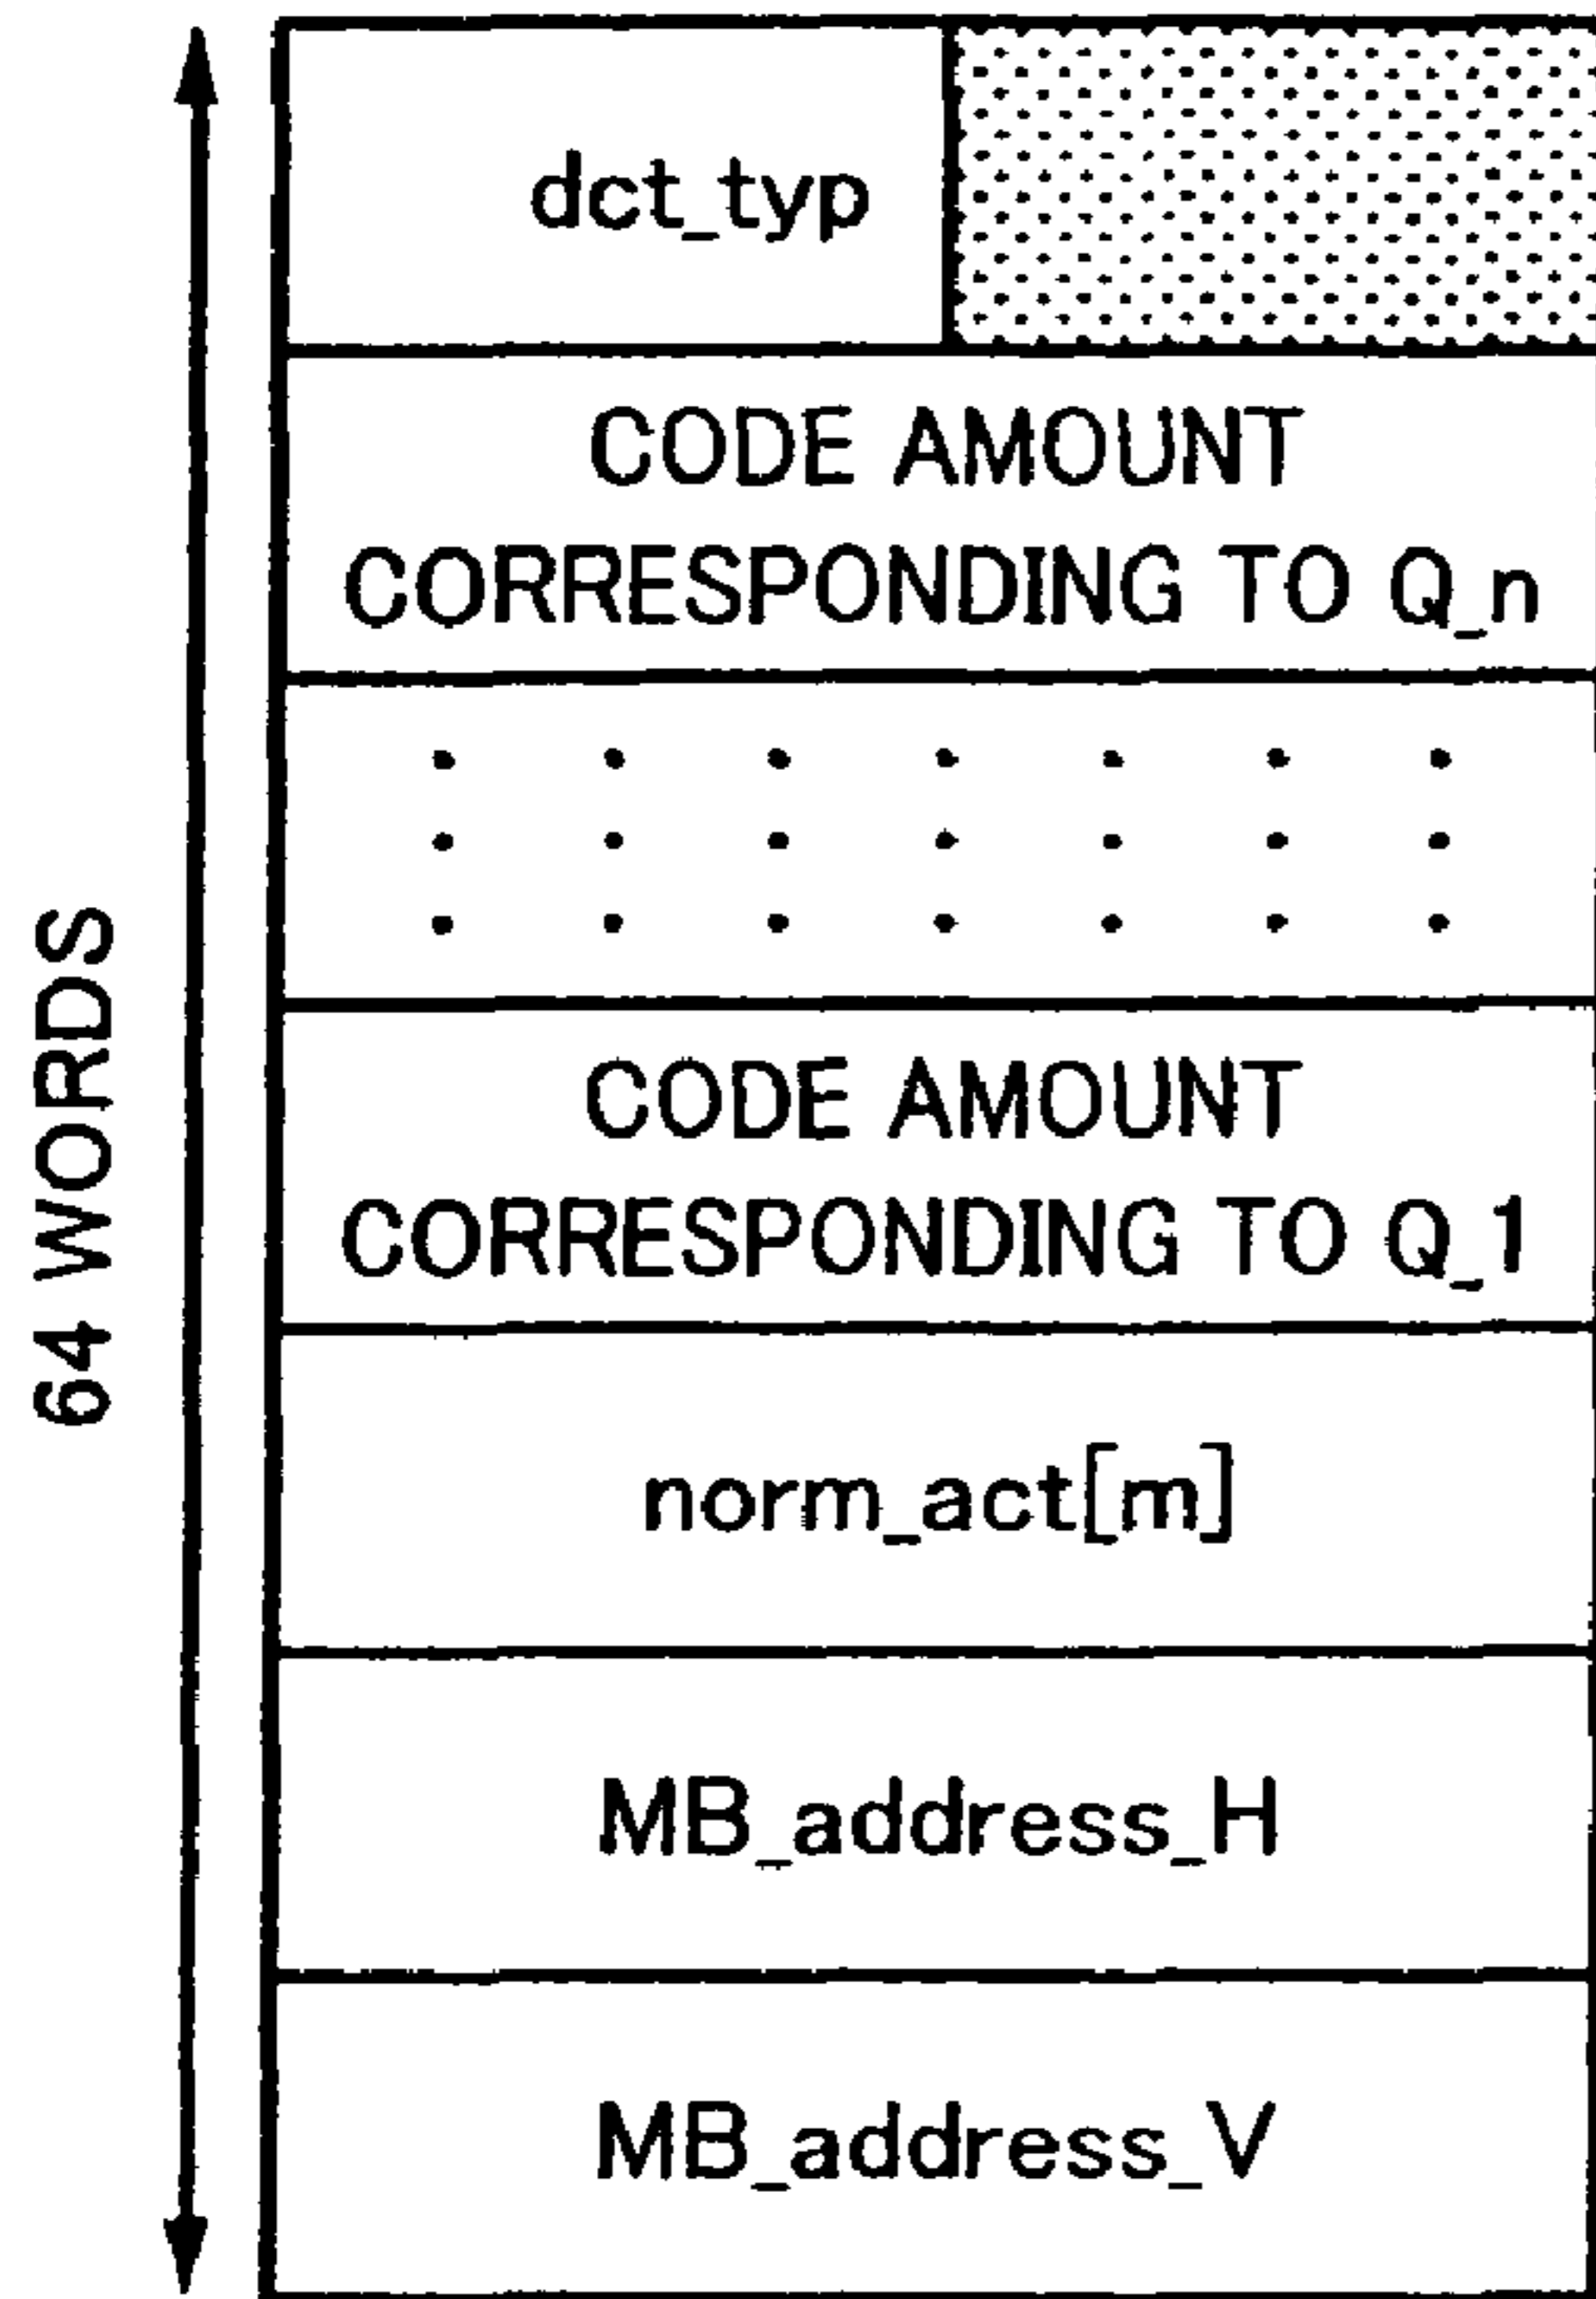 64 WORDS
dct_typ
CODE AMOUNT
CORRESPONDING TO Q_n
CODE AMOUNT
CORRESPONDING TO Q_1
norm_act[m]
MB_address_H
MB_address_V